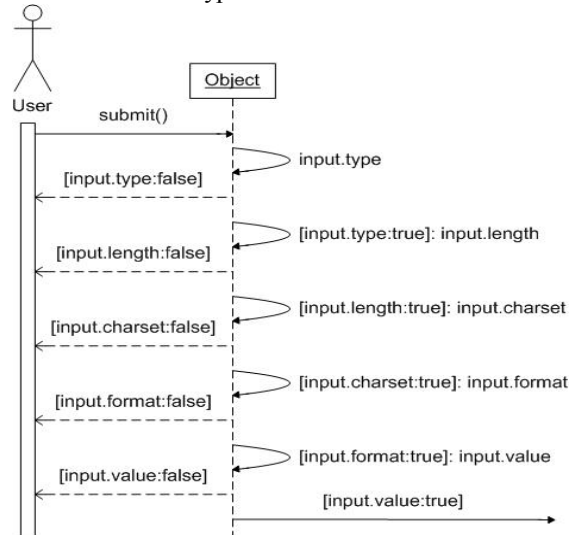 Object
User
submit()
input.type
[input.type:false]
[input.type:true]: input.length
[input.length:false]
[input.length:true]: input.charset
[input.charset:false]
[input.charset:true]: input.format
[input.format:false]
[input.format:true]: input.value
[input.value:false]
[input.value:true]